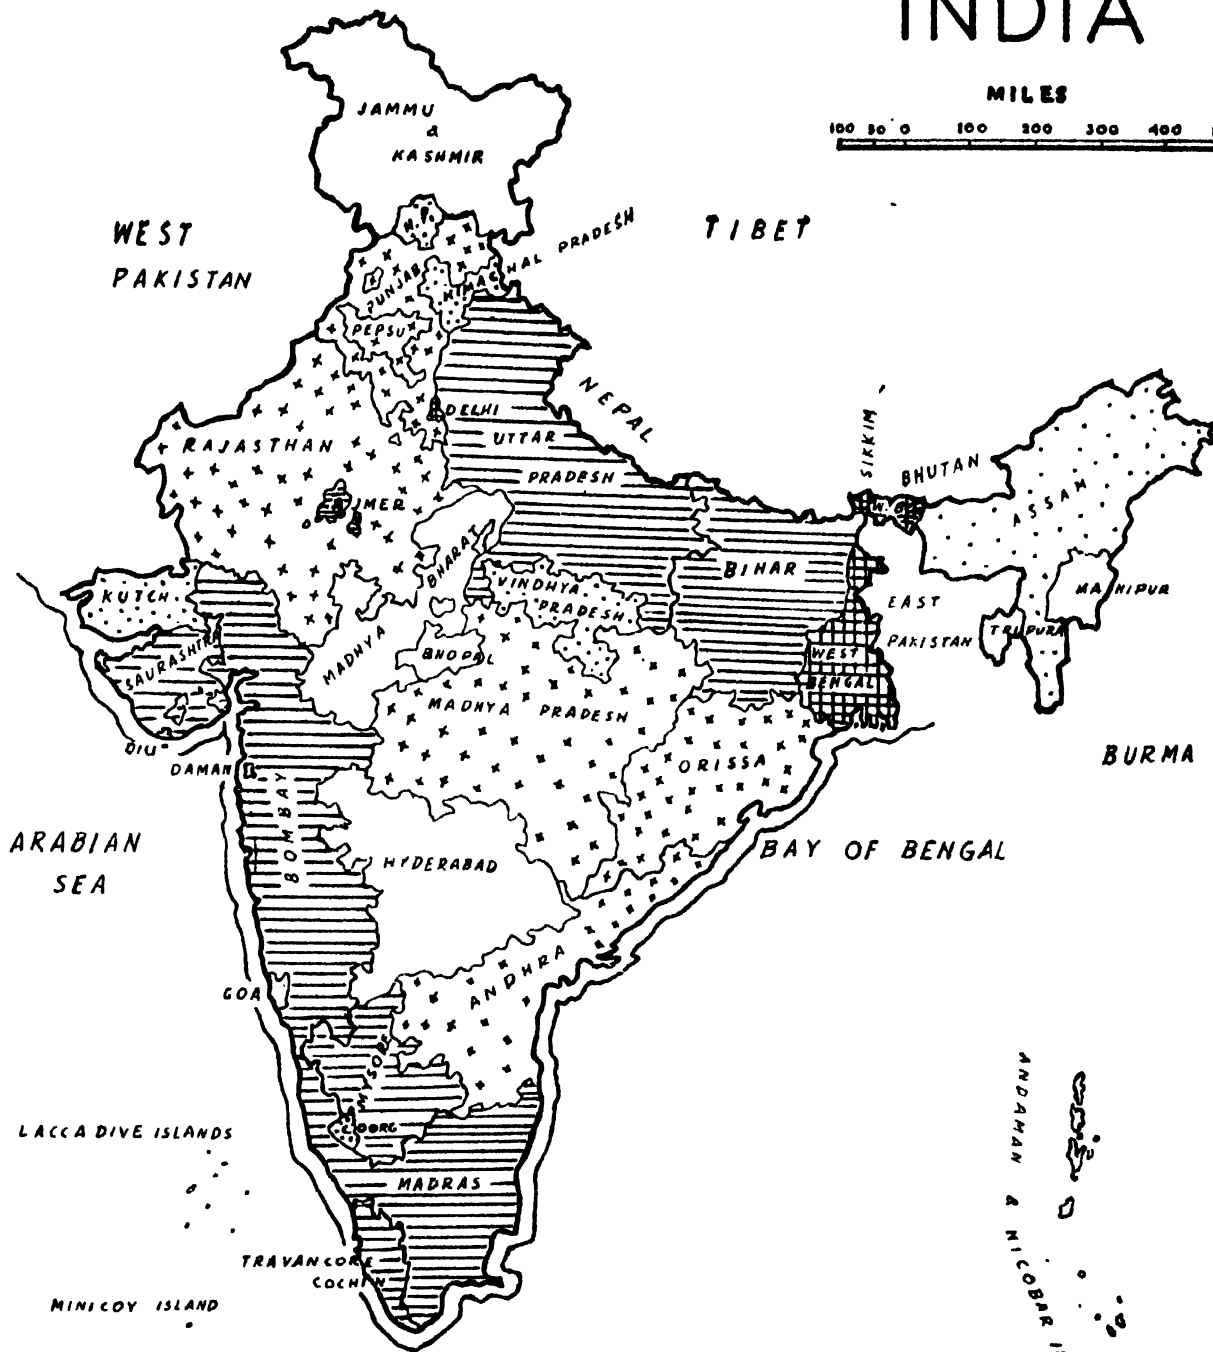 INDIA
MILES
100 50 0 100 200 300 400
JAMMU
&
KASHMIR
WEST
PAKISTAN
TIBET
H.P.
HIMACHAL PRADESH
PUNJAB
PEPSU
NEPAL
DELHI
UTTAR
PRADESH
RAJASTHAN
SIKKIM
BHUTAN
ASSAM
AJMER
W.B.
BHARAT
MADHYA
VINDHYA
PRADESH
BIHAR
KUTCH
EAST
PAKISTAN
MANIPUR
TRIPURA
SAURASHTRA
BHOPAL
WEST
BENGAL
MADHYA PRADESH
DIU
DAMAN
ORISSA
BURMA
BOMBAY
ARABIAN
SEA
HYDERABAD
BAY OF BENGAL
ANDHRA
GOA
MYSORE
COORG
LACCADIVE ISLANDS
MADRAS
ANDAMAN & NICOBAR
TRAVANCORE
COCHIN
MINICOY ISLAND